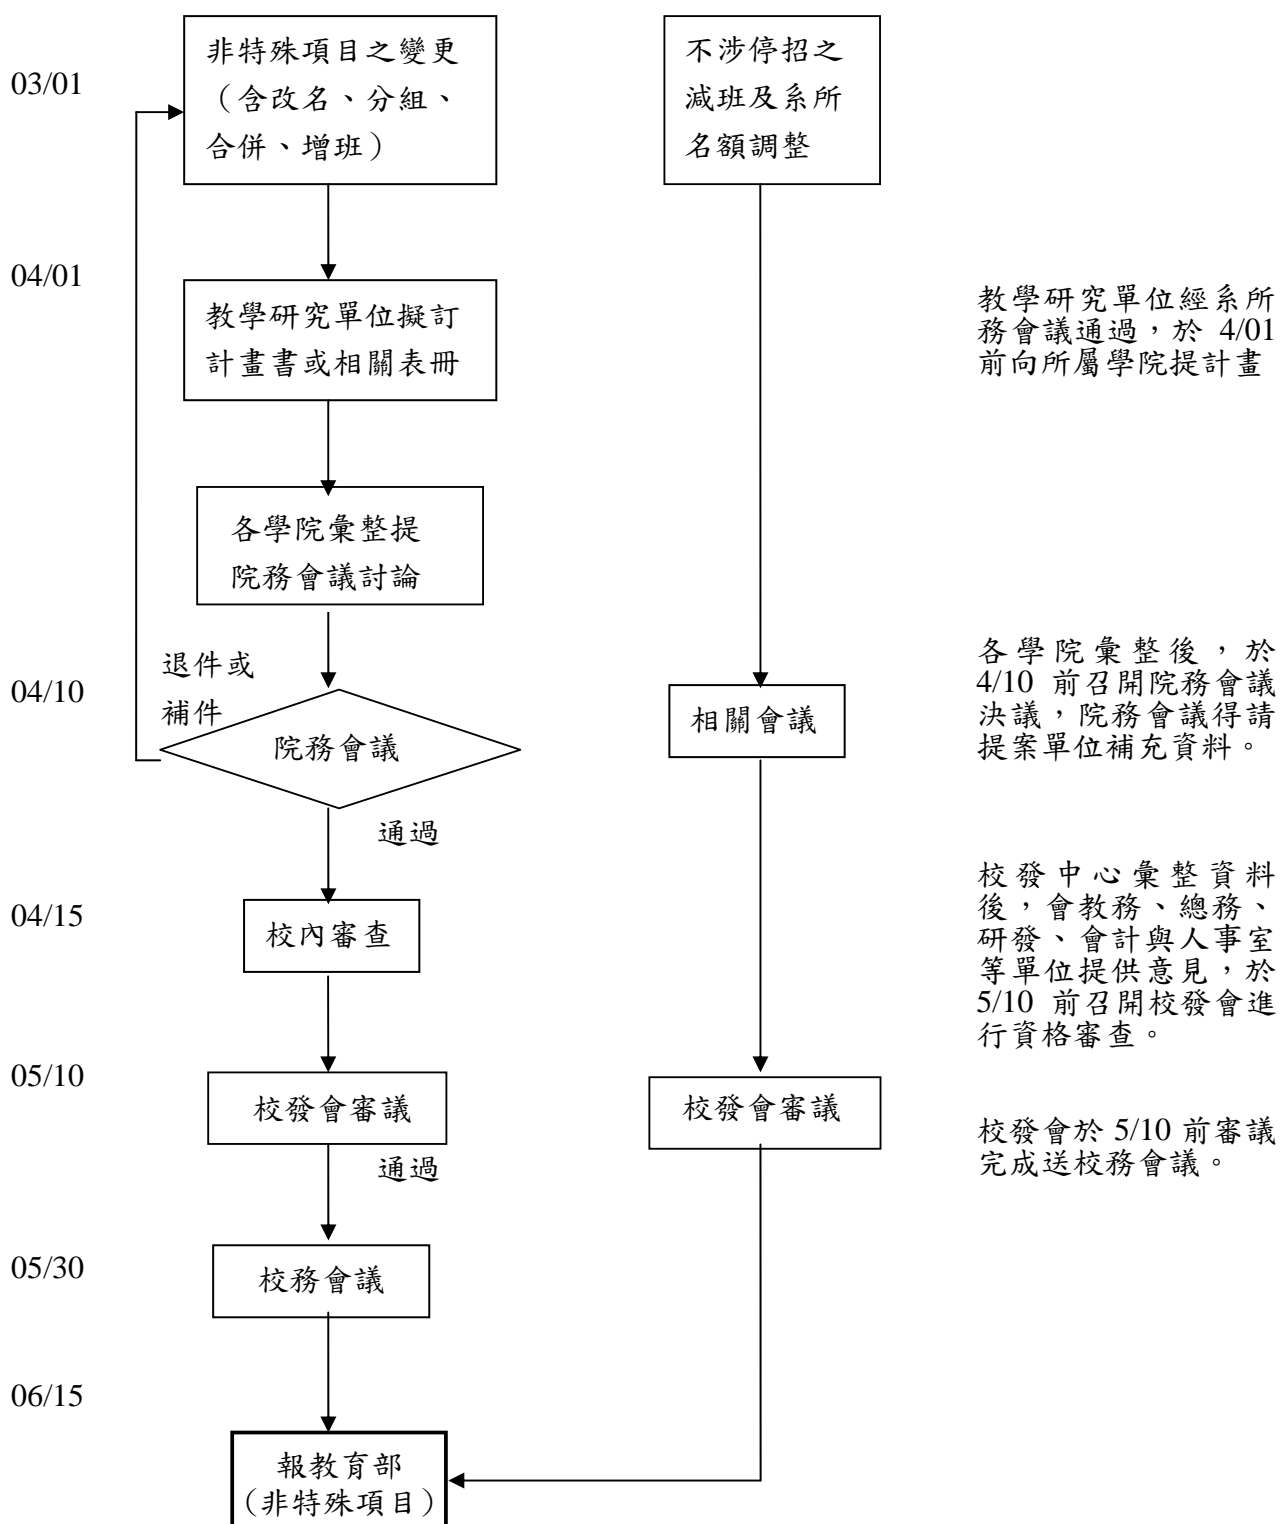 03/01
非特殊項目之變更
（含改名、分組、
合併、增班）
不涉停招之
減班及系所
名額調整
04/01
教學研究單位擬訂
計畫書或相關表冊
教學研究單位經系所
務會議通過，於 4/01
前向所屬學院提計畫
各學院彙整提
院務會議討論
04/10
退件或
補件
院務會議
相關會議
各學院彙整後，於
4/10 前召開院務會議
決議，院務會議得請
提案單位補充資料。
通過
04/15
校內審查
校發中心彙整資料
後，會教務、總務、
研發、會計與人事室
等單位提供意見，於
5/10 前召開校發會進
行資格審查。
05/10
校發會審議
校發會審議
校發會於 5/10 前審議
完成送校務會議。
通過
05/30
校務會議
06/15
報教育部
（非特殊項目）